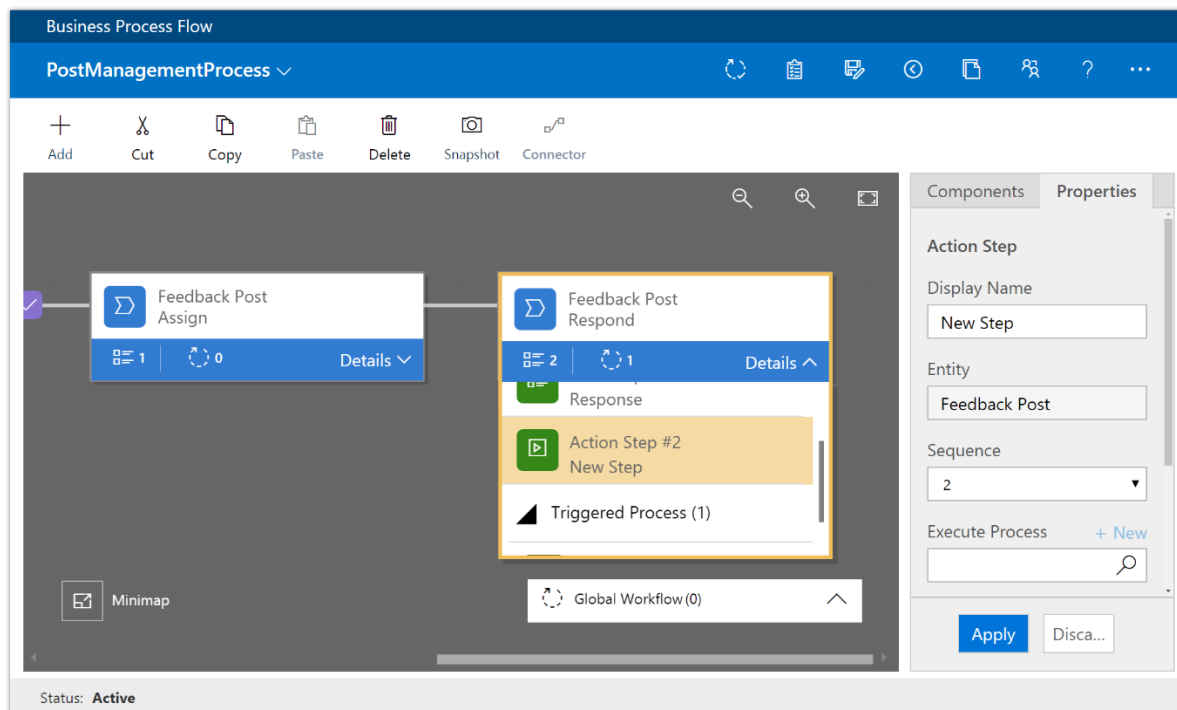 Business Process Flow
PostManagementProcess
?
Add
Cut
Copy
Paste
Delete
Snapshot
Connector
Components
Properties
Feedback Post
Assign
1
0
Details
Feedback Post
Respond
2
1
Details
Response
Action Step #2
New Step
Triggered Process (1)
Minimap
Global Workflow (0)
Action Step
Display Name
New Step
Entity
Feedback Post
Sequence
2
Execute Process
+ New
Apply
Disca...
Status: Active